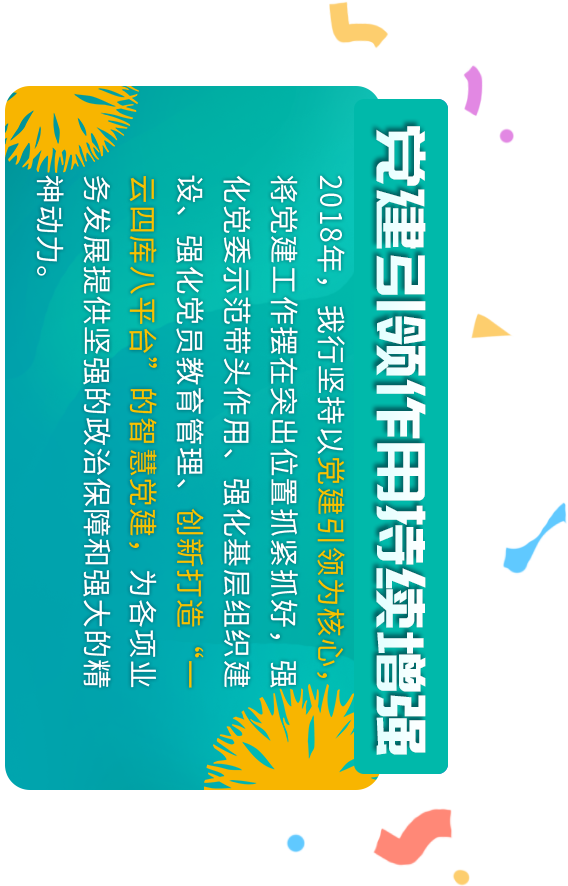 党建引领作用持续增强
2018年，我行坚持以党建引领为核心，
将党建工作摆在突出位置抓紧抓好，强
化党委示范带头作用、强化基层组织建
设、强化党员教育管理、创新打造“一
云四库八平台”的智慧党建，为各项业
务发展提供坚强的政治保障和强大的精
神动力。